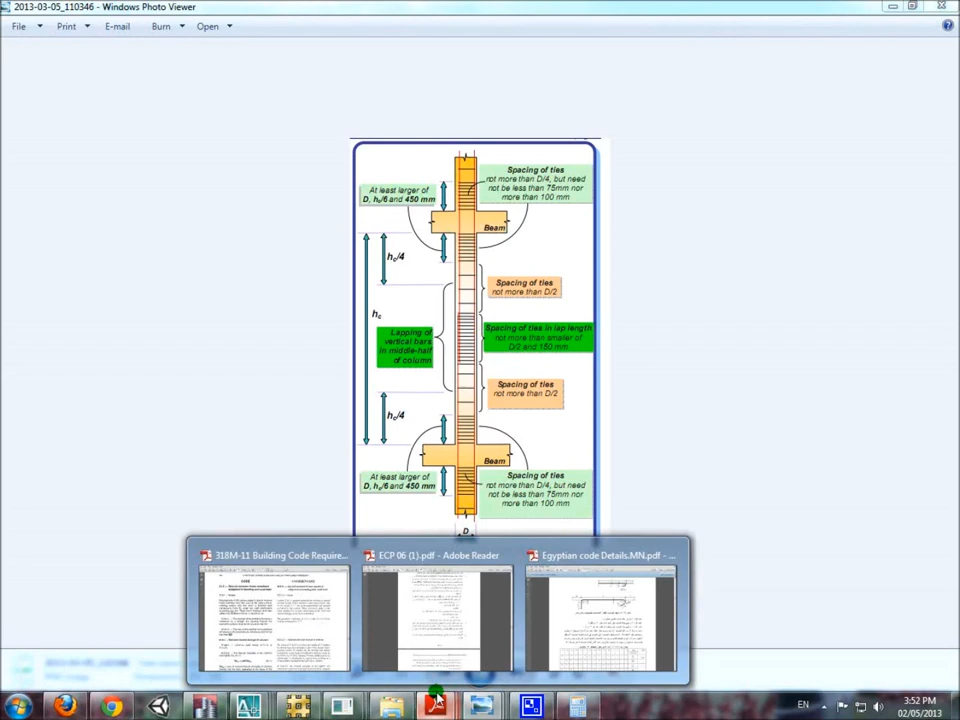 2013-03-05_110346 - Windows Photo Viewer
File Print E-mail Burn Open
Spacing of ties
not more than D/4, but need
not be less than 75mm nor
more than 100 mm
At least larger of
D, hc/6 and 450 mm
Beam
hc/4
Spacing of ties
not more than D/2
hc
Lapping of
vertical bars
in middle-half
of column
Spacing of ties in lap length
not more than smaller of
D/2 and 150 mm
Spacing of ties
not more than D/2
hc/4
Beam
At least larger of
D, hc/6 and 450 mm
Spacing of ties
not more than D/4, but need
not be less than 75mm nor
more than 100 mm
D
318M-11 Building Code Require...
ECP 06 (1).pdf - Adobe Reader
Egyptian code Details.MN.pdf - ...
2013-03-05_110346
EN
3:52 PM
02/05/2013